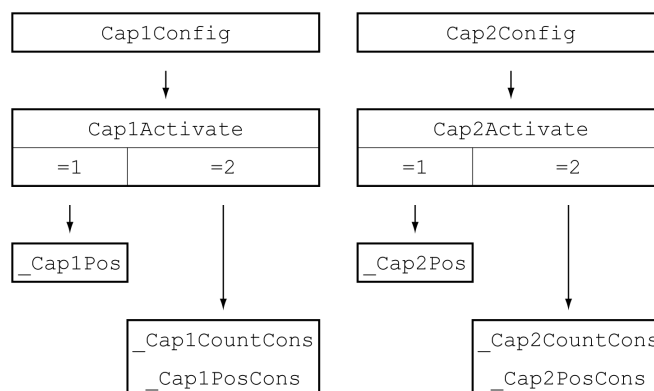 Cap1Config
Cap2Config
Cap1Activate
Cap2Activate
=1
=2
=1
=2
_Cap1Pos
_Cap2Pos
_Cap1CountCons
_Cap1PosCons
_Cap2CountCons
_Cap2PosCons